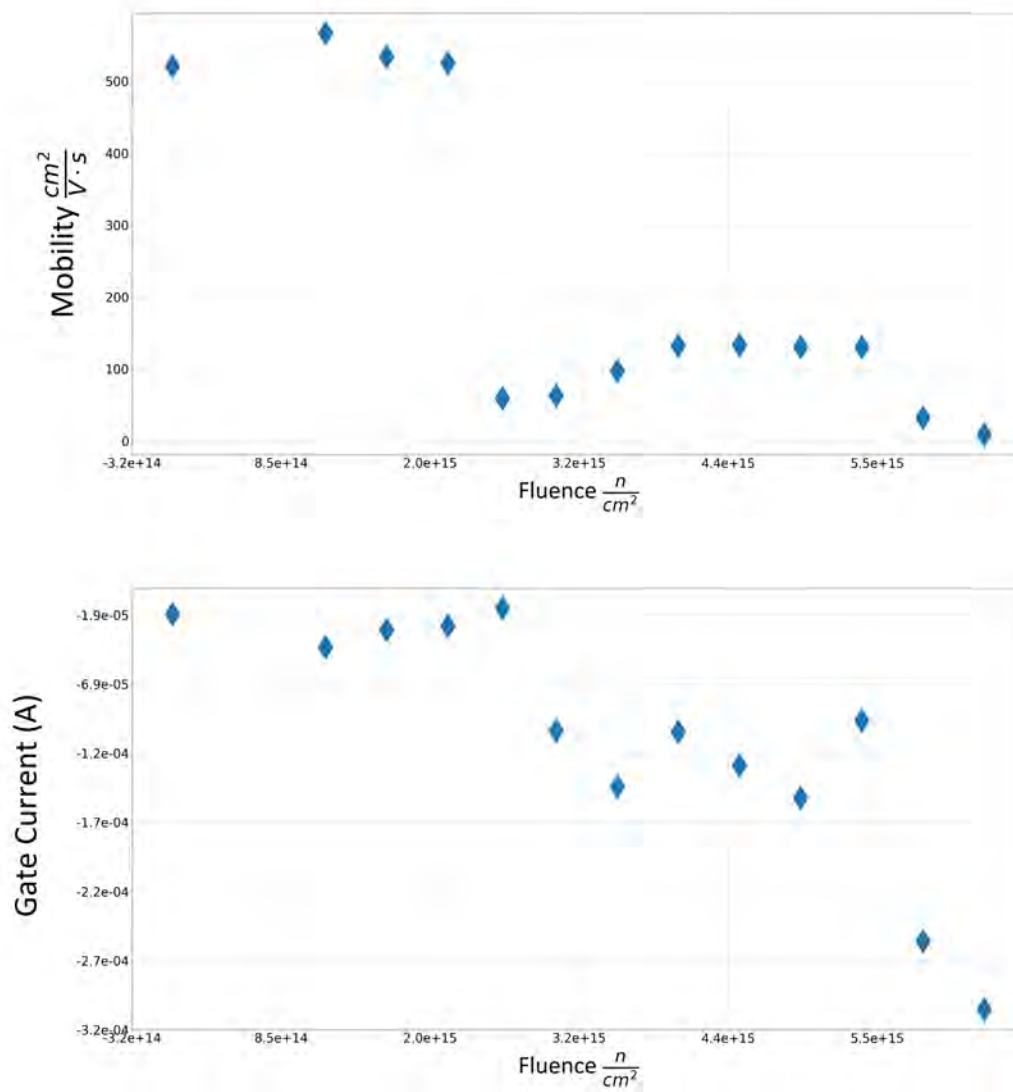 500
400
300
200
100
0
Mobility cm²/V·s
-3.2e+14 8.5e+14 2.0e+15 3.2e+15 4.4e+15 5.5e+15
Fluence n/cm²
-1.9e-05
-6.9e-05
-1.2e-04
-1.7e-04
-2.2e-04
-2.7e-04
-3.2e-04
Gate Current (A)
-3.2e+14 8.5e+14 2.0e+15 3.2e+15 4.4e+15 5.5e+15
Fluence n/cm²